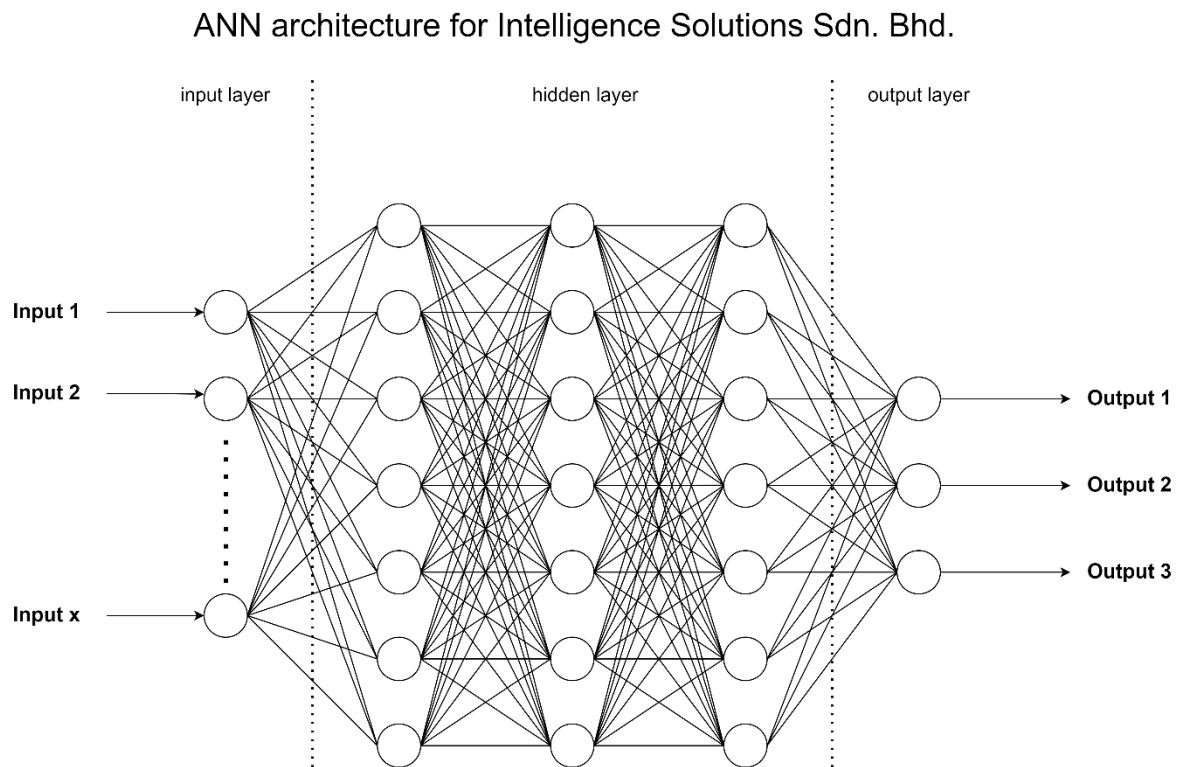 ANN architecture for Intelligence Solutions Sdn. Bhd.
input layer
hidden layer
output layer
Input 1
Input 2
Input x
Output 1
Output 2
Output 3